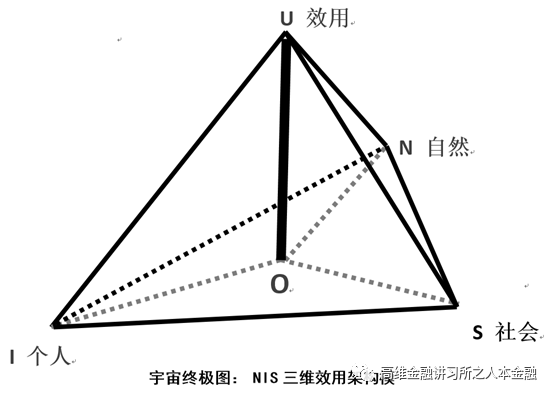 U 效用
N 自然
O
I 个人
S 社会
宇宙终极图: NIS 三维效用架构模
高维金融讲习所之人本金融